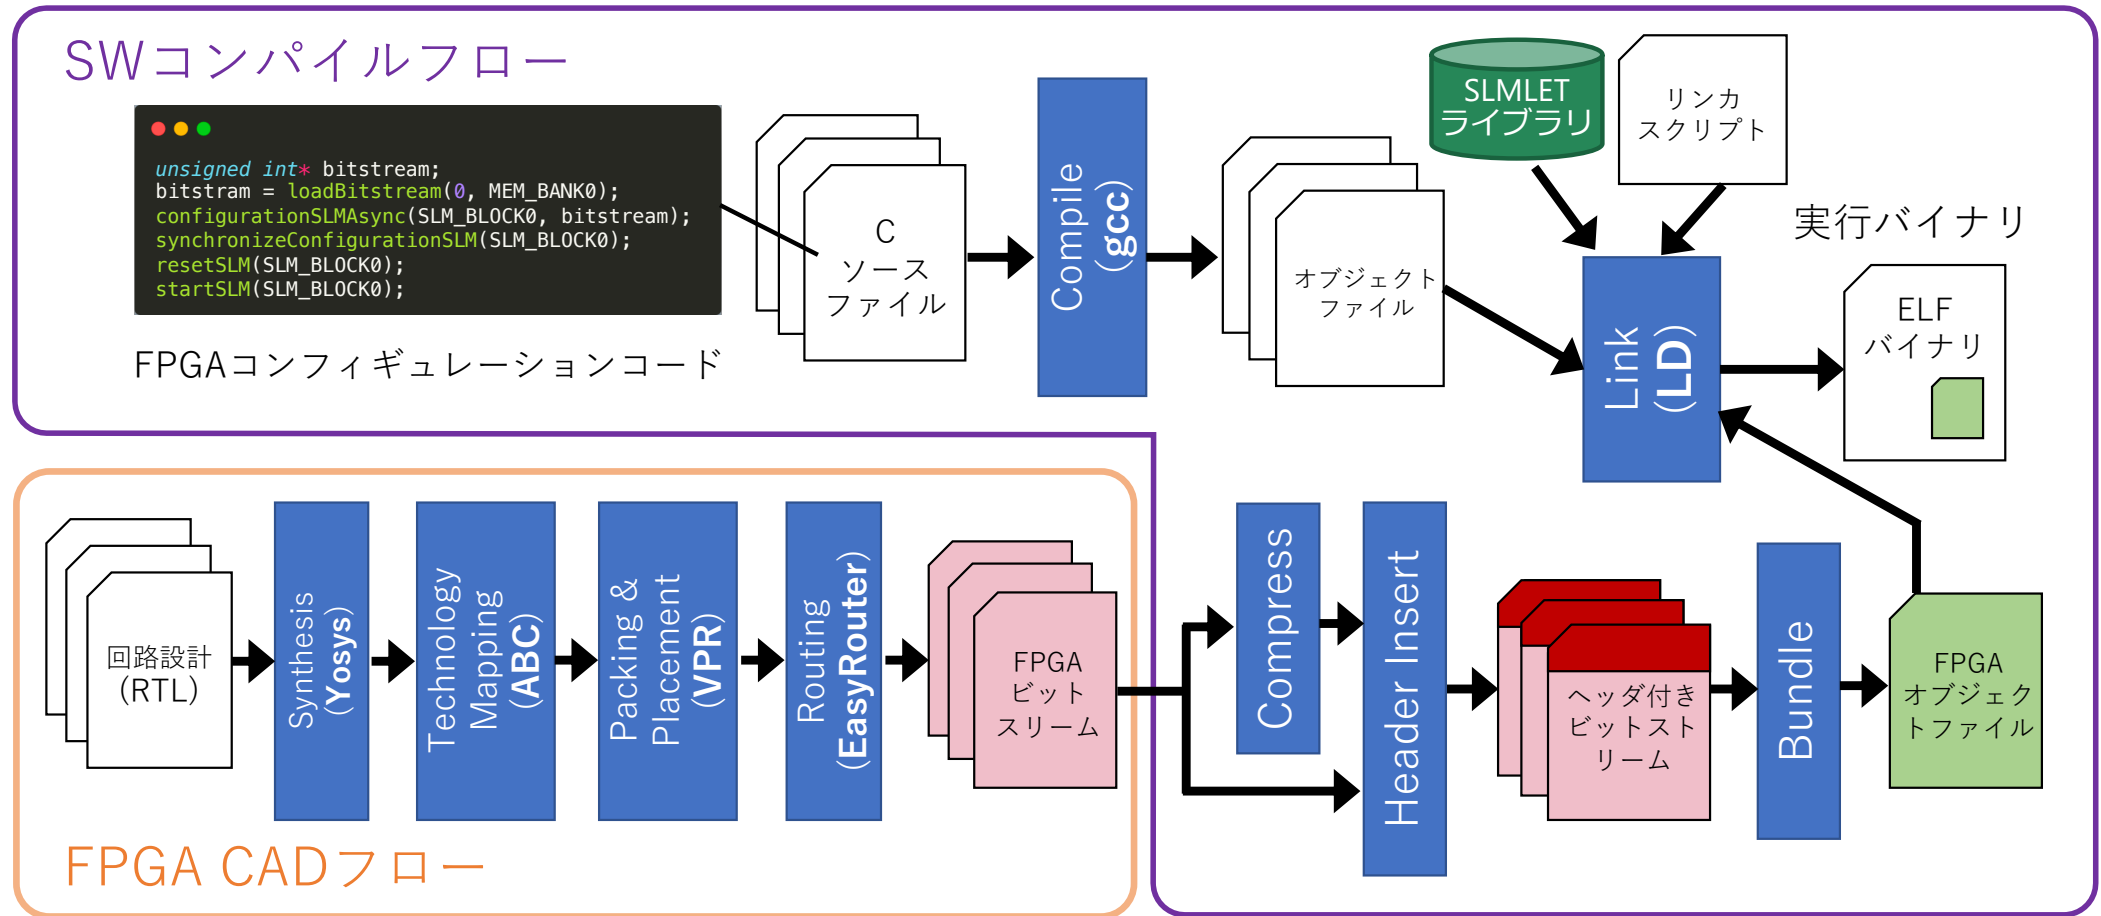 SWコンパイルフロー
unsigned int* bitstream;
bitstram = loadBitstream(0, MEM_BANK0);
configurationSLMAsync(SLM_BLOCK0, bitstream);
synchronizeConfigurationSLM(SLM_BLOCK0);
resetSLM(SLM_BLOCK0);
startSLM(SLM_BLOCK0);
FPGAコンフィギュレーションコード
C
ソース
ファイル
Compile
(gcc)
オブジェクト
ファイル
SLMLET
ライブラリ
リンカ
スクリプト
Link
(LD)
実行バイナリ
ELF
バイナリ
回路設計
(RTL)
Synthesis
(Yosys)
Technology
Mapping
(ABC)
Packing &
Placement
(VPR)
Routing
(EasyRouter)
FPGA
ビット
スリーム
FPGA CADフロー
Compress
Header Insert
ヘッダ付き
ビットスト
リーム
Bundle
FPGA
オブジェク
トファイル